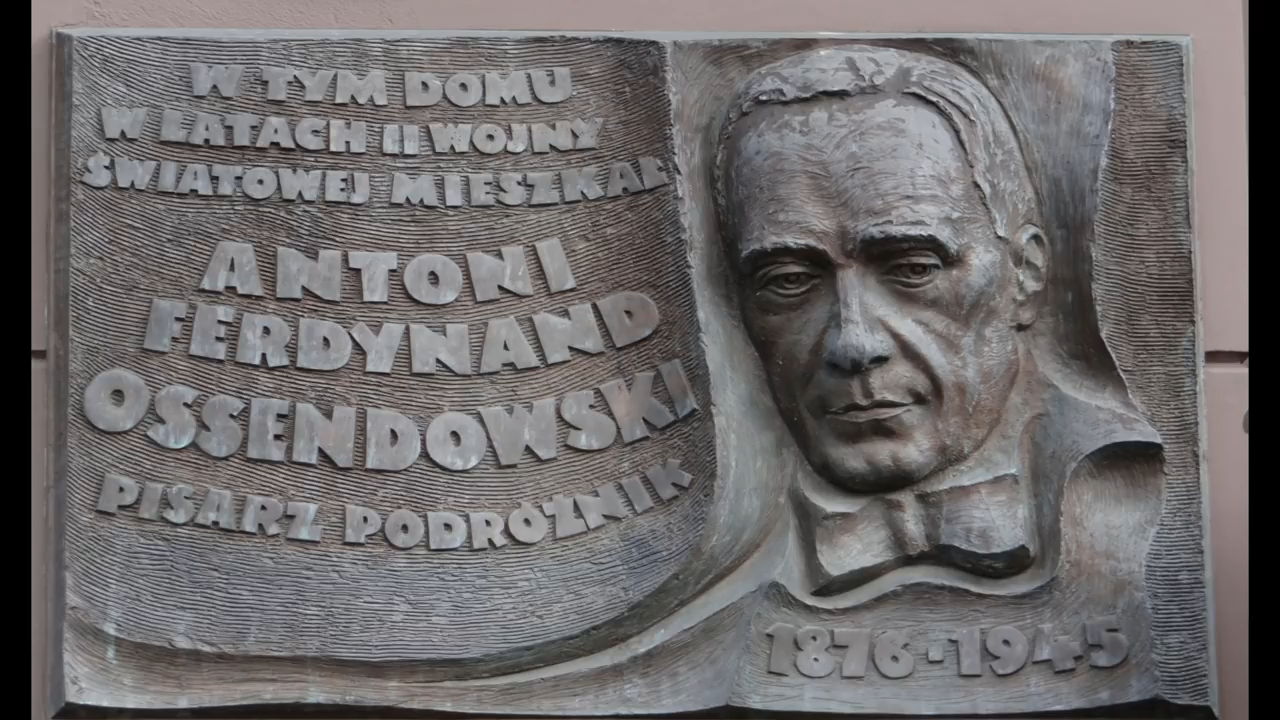 W TYM DOMU
W LATACH II WOJNY
ŚWIATOWEJ MIESZKAŁ
ANTONI
FERDYNAND
OSSENDOWSKI
PISARZ PODRÓŻNIK
1876-1945